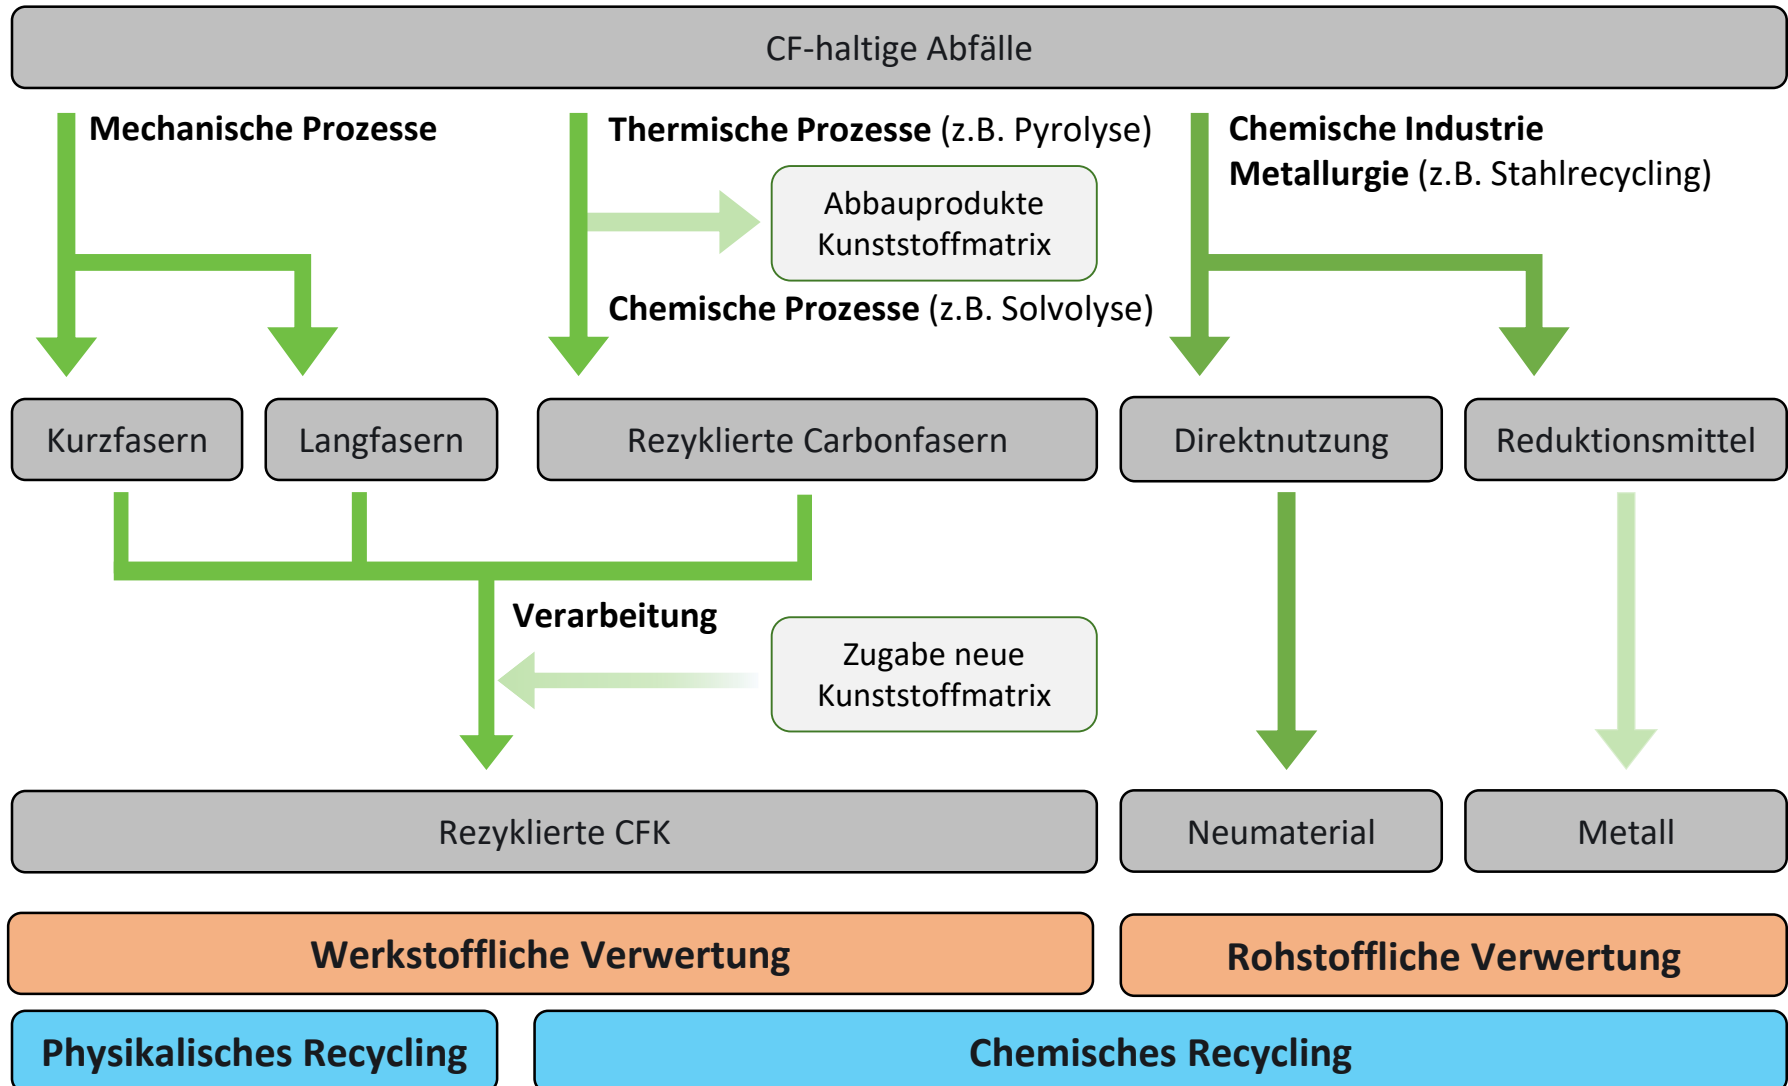 CF-haltige Abfälle
Mechanische Prozesse
Thermische Prozesse (z.B. Pyrolyse)
Abbauprodukte
Kunststoffmatrix
Chemische Prozesse (z.B. Solvolyse)
Chemische Industrie
Metallurgie (z.B. Stahlrecycling)
Kurzfasern
Langfasern
Rezyklierte Carbonfasern
Direktnutzung
Reduktionsmittel
Verarbeitung
Zugabe neue
Kunststoffmatrix
Rezyklierte CFK
Neumaterial
Metall
Werkstoffliche Verwertung
Rohstoffliche Verwertung
Physikalisches Recycling
Chemisches Recycling